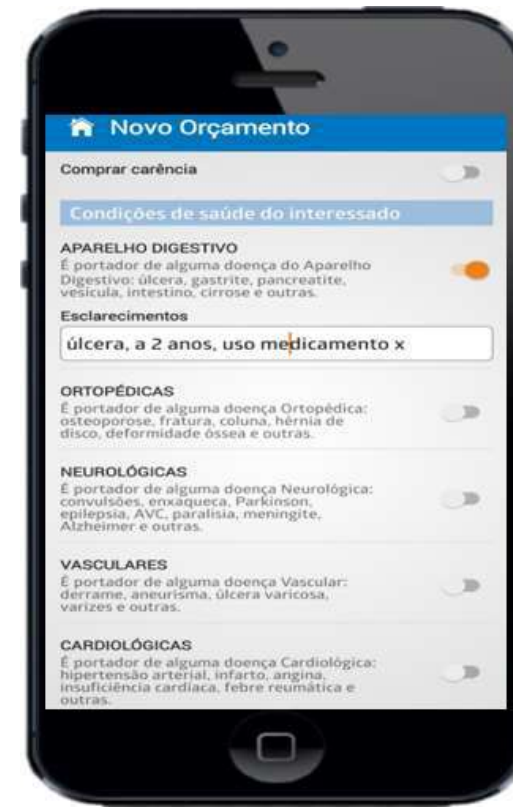 Novo Orçamento
Comprar carência
Condições de saúde do interessado
APARELHO DIGESTIVO
É portador de alguma doença do Aparelho
Digestivo: úlcera, gastrite, pancreatite,
vesícula, intestino, cirrose e outras.
Esclarecimentos
úlcera, a 2 anos, uso medicamento x
ORTOPÉDICAS
É portador de alguma doença Ortopédica:
osteoporose, fratura, coluna, hérnia de
disco, deformidade óssea e outras.
NEUROLÓGICAS
É portador de alguma doença Neurológica:
convulsões, enxaqueca, Parkinson,
epilepsia, AVC, paralisia, meningite,
Alzheimer e outras.
VASCULARES
É portador de alguma doença Vascular:
derrame, aneurisma, úlcera varicosa,
varizes e outras.
CARDIOLÓGICAS
É portador de alguma doença Cardiológica:
hipertensão arterial, infarto, angina,
insuficiência cardíaca, febre reumática e
outras.